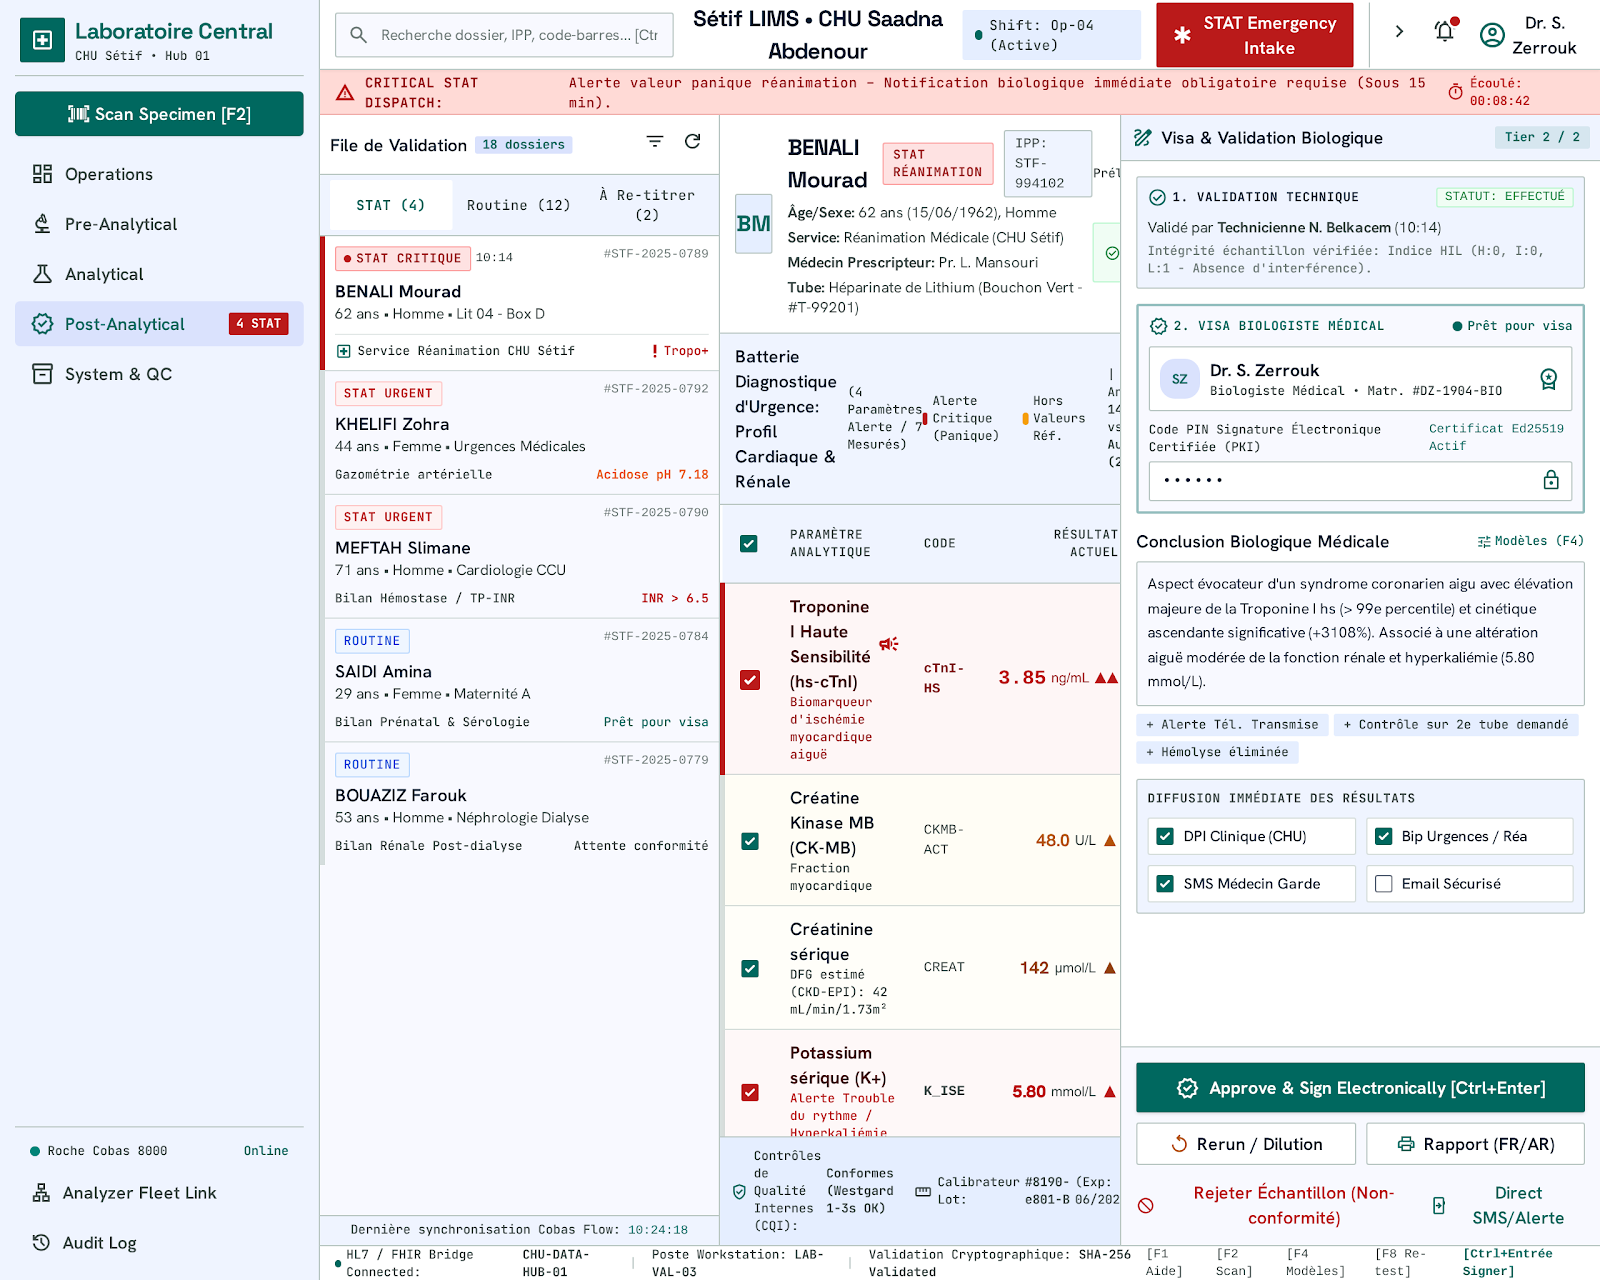 Laboratoire Central
CHU Sétif • Hub 01
Scan Specimen [F2]
Operations
Pre-Analytical
Analytical
Post-Analytical
4 STAT
System & QC
Roche Cobas 8000
Online
Analyzer Fleet Link
Audit Log
Recherche dossier, IPP, code-barres... [Ctr
Sétif LIMS • CHU Saadna
Abdenour
Shift: Op-04
(Active)
STAT Emergency
Intake
Dr. S.
Zerrouk
CRITICAL STAT
DISPATCH:
Alerte valeur panique réanimation – Notification biologique immédiate obligatoire requise (Sous 15
min).
Écoulé:
00:08:42
File de Validation
18 dossiers
STAT (4)
Routine (12)
À Re-titrer
(2)
STAT CRITIQUE
10:14
#STF-2025-0789
BENALI Mourad
62 ans • Homme • Lit 04 - Box D
Service Réanimation CHU Sétif
Tropo+
STAT URGENT
#STF-2025-0792
KHELIFI Zohra
44 ans • Femme • Urgences Médicales
Gazométrie artérielle
Acidose pH 7.18
STAT URGENT
#STF-2025-0790
MEFTAH Slimane
71 ans • Homme • Cardiologie CCU
Bilan Hémostase / TP-INR
INR > 6.5
ROUTINE
#STF-2025-0784
SAIDI Amina
29 ans • Femme • Maternité A
Bilan Prénatal & Sérologie
Prêt pour visa
ROUTINE
#STF-2025-0779
BOUAZIZ Farouk
53 ans • Homme • Néphrologie Dialyse
Bilan Rénale Post-dialyse
Attente conformité
Dernière synchronisation Cobas Flow: 10:24:18
BM
BENALI
Mourad
STAT
RÉANIMATION
IPP:
STF-
994102
Prél
Âge/Sexe: 62 ans (15/06/1962), Homme
Service: Réanimation Médicale (CHU Sétif)
Médecin Prescripteur: Pr. L. Mansouri
Tube: Héparinate de Lithium (Bouchon Vert -
#T-99201)
Batterie
Diagnostique
d'Urgence:
Profil
Cardiaque &
Rénale
(4
Paramètres
Alerte / 7
Mesurés)
Alerte
Critique
(Panique)
Hors
Valeurs
Réf.
|
An
14
vs
Au
(2
PARAMÈTRE
ANALYTIQUE
CODE
RÉSULTAT
ACTUEL
Troponine
I Haute
Sensibilité
(hs-cTnI)
Biomarqueur
d'ischémie
myocardique
aiguë
cTnI-
HS
3.85 ng/mL ▲▲
Créatine
Kinase MB
(CK-MB)
Fraction
myocardique
CKMB-
ACT
48.0 U/L ▲
Créatinine
sérique
DFG estimé
(CKD-EPI): 42
mL/min/1.73m²
CREAT
142 µmol/L ▲
Potassium
sérique (K+)
Alerte Trouble
du rythme /
Hyperkaliémie
K_ISE
5.80 mmol/L ▲
Contrôles
de
Qualité
Internes
(CQI):
Conformes
(Westgard
1-3s OK)
Calibrateur
Lot:
#8190-
e801-B
(Exp:
06/202
Visa & Validation Biologique
Tier 2 / 2
1. VALIDATION TECHNIQUE
STATUT: EFFECTUÉ
Validé par Technicienne N. Belkacem (10:14)
Intégrité échantillon vérifiée: Indice HIL (H:0, I:0,
L:1 - Absence d'interférence).
2. VISA BIOLOGISTE MÉDICAL
Prêt pour visa
SZ
Dr. S. Zerrouk
Biologiste Médical • Matr. #DZ-1904-BIO
Code PIN Signature Électronique
Certifiée (PKI)
Certificat Ed25519
Actif
••••••
Conclusion Biologique Médicale
Modèles (F4)
Aspect évocateur d'un syndrome coronarien aigu avec élévation
majeure de la Troponine I hs (> 99e percentile) et cinétique
ascendante significative (+3108%). Associé à une altération
aiguë modérée de la fonction rénale et hyperkaliémie (5.80
mmol/L).
+ Alerte Tél. Transmise
+ Contrôle sur 2e tube demandé
+ Hémolyse éliminée
DIFFUSION IMMÉDIATE DES RÉSULTATS
DPI Clinique (CHU)
Bip Urgences / Réa
SMS Médecin Garde
Email Sécurisé
Approve & Sign Electronically [Ctrl+Enter]
Rerun / Dilution
Rapport (FR/AR)
Rejeter Échantillon (Non-
conformité)
Direct
SMS/Alerte
HL7 / FHIR Bridge
Connected:
CHU-DATA-
HUB-01
Poste Workstation: LAB-
VAL-03
Validation Cryptographique: SHA-256
Validated
[F1
Aide]
[F2
Scan]
[F4
Modèles]
[F8 Re-
test]
[Ctrl+Entrée
Signer]